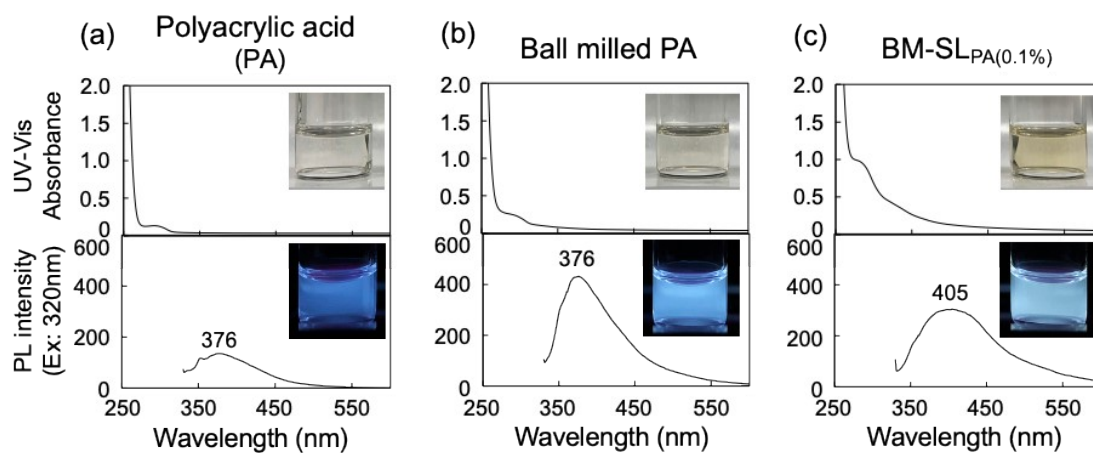 (a) Polyacrylic acid
(PA)
(b) Ball milled PA
(c) BM-SLPA(0.1%)
UV-Vis
Absorbance
2.0
1.5
1.0
0.5
0
2.0
1.5
1.0
0.5
0
2.0
1.5
1.0
0.5
0
PL intensity
(Ex: 320nm)
600
400
200
0
376
600
400
200
0
376
600
400
200
0
405
250 350 450 550
250 350 450 550
250 350 450 550
Wavelength (nm)
Wavelength (nm)
Wavelength (nm)